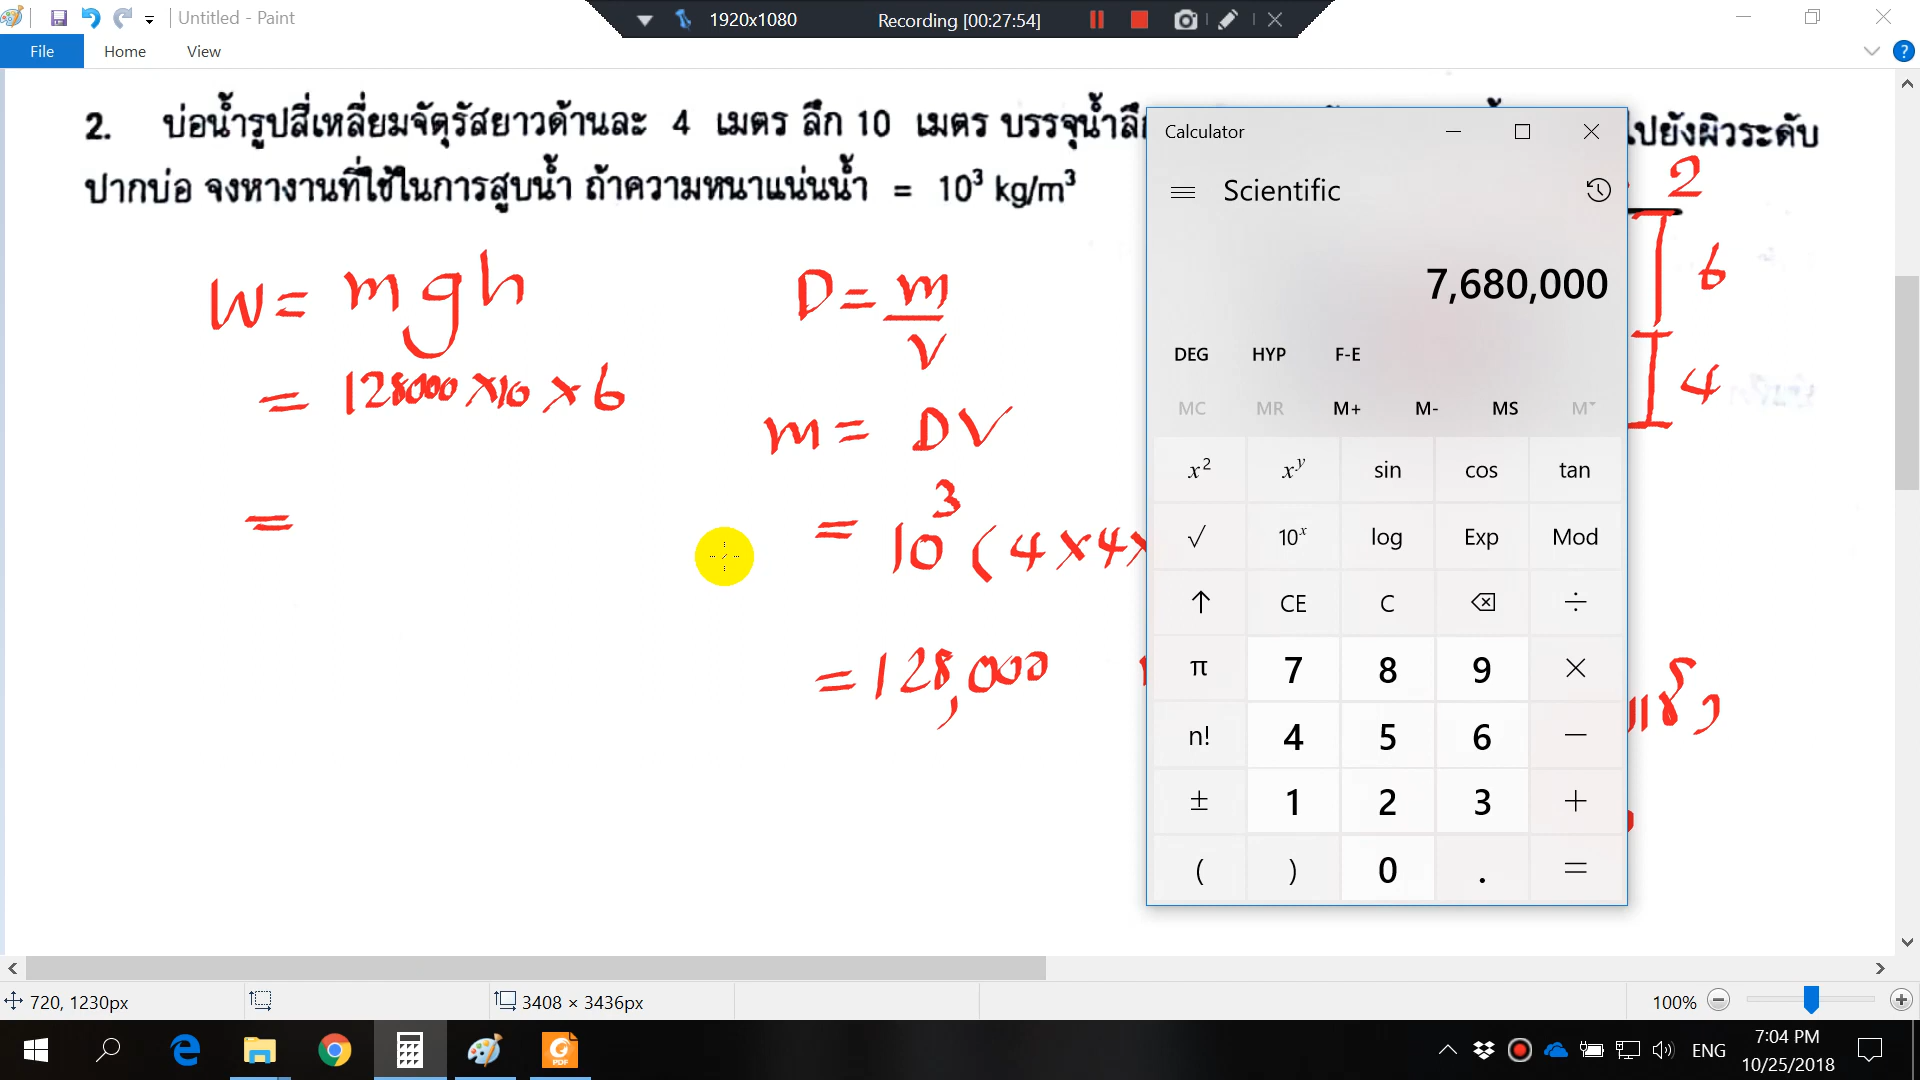 Untitled - Paint
1920x1080 Recording [00:27:54]
File Home View
2. บ่อน้ำรูปสี่เหลี่ยมจัตุรัสยาวด้านละ 4 เมตร ลึก 10 เมตร บรรจุน้ำลึ
ปยังผิวระดับ
ปากบ่อ จงหางานที่ใช้ในการสูบน้ำ ถ้าความหนาแน่นน้ำ = 10³ kg/m³
2
W = mgh
= 128000 × 10 × 6
=
D = m
V
m = DV
= 10³ (4×4×
= 128,000
6
4
Calculator
Scientific
7,680,000
DEG HYP F-E
MC MR M+ M- MS M˅
x² xʸ sin cos tan
√ 10ˣ log Exp Mod
↑ CE C ÷
π 7 8 9 ×
n! 4 5 6 −
± 1 2 3 +
( ) 0 . =
720, 1230px 3408 × 3436px 100%
ENG 7:04 PM
10/25/2018